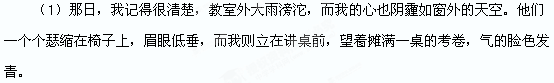 （1）那日，我记得很清楚，教室外大雨滂沱，而我的心也阴霾如窗外的天空。他们
一个个瑟缩在椅子上，眉眼低垂，而我则立在讲桌前，望着摊满一桌的考卷，气的脸色发
青。